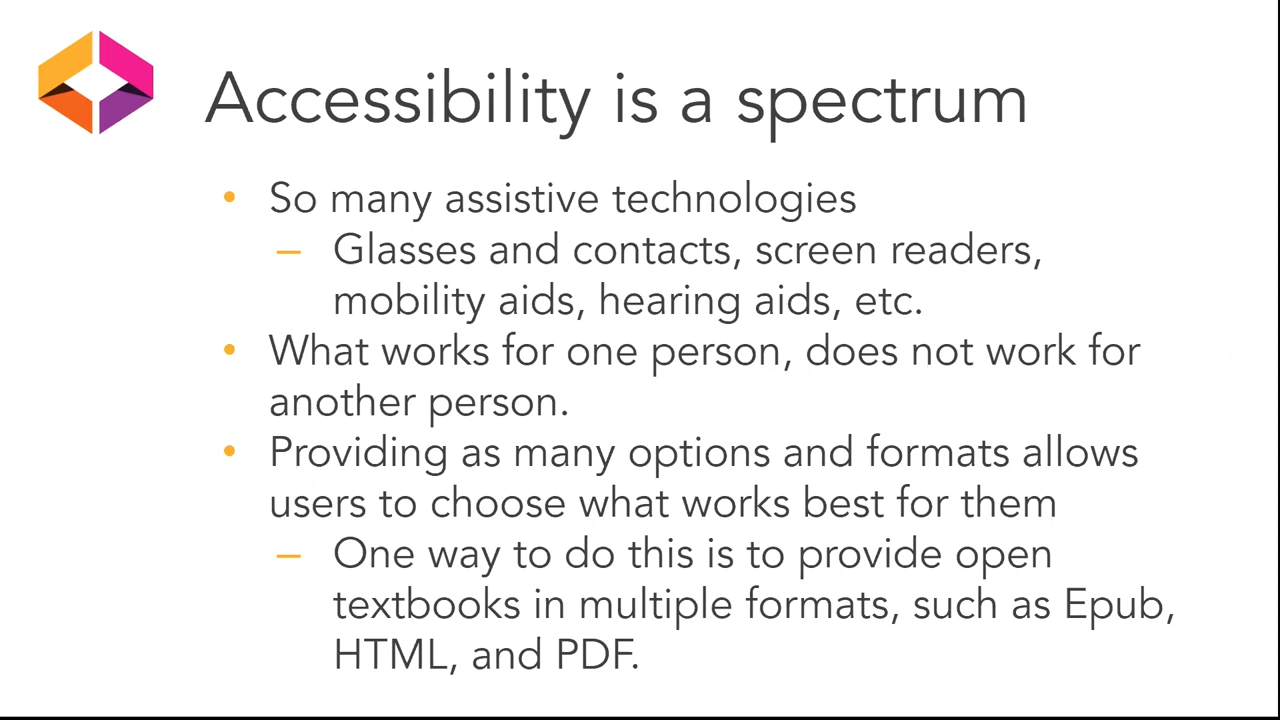 Accessibility is a spectrum
• So many assistive technologies
– Glasses and contacts, screen readers,
mobility aids, hearing aids, etc.
• What works for one person, does not work for
another person.
• Providing as many options and formats allows
users to choose what works best for them
– One way to do this is to provide open
textbooks in multiple formats, such as Epub,
HTML, and PDF.